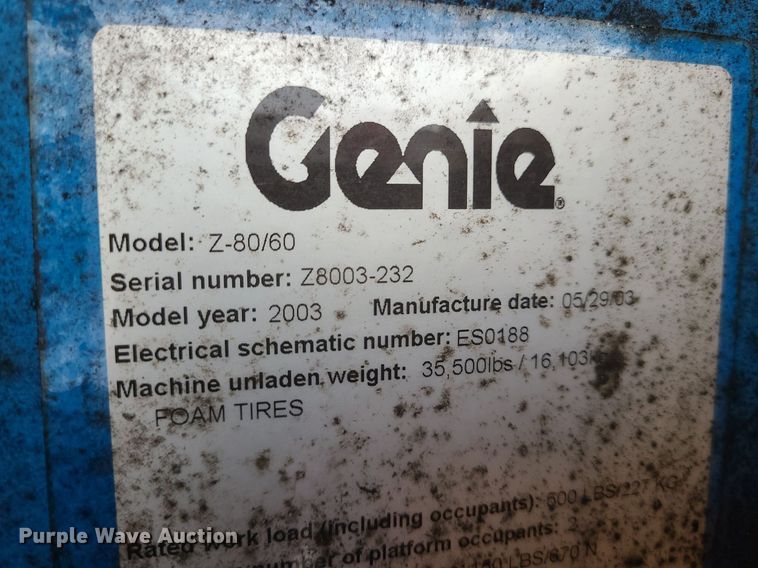 Genie®
Model: Z-80/60
Serial number: Z8003-232
Model year: 2003 Manufacture date: 05/29/03
Electrical schematic number: ES0188
Machine unladen weight: 35,500lbs / 16,103
FOAM TIRES
Rated work load (including occupants): 500 LBS/227 KG
number of platform occupants: 2
LBS/670 N
Purple Wave Auction